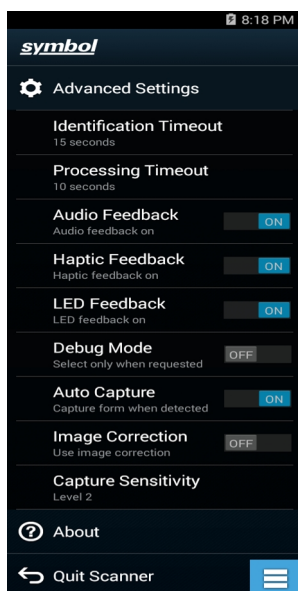 8:18 PM
symbol
Advanced Settings
Identification Timeout
15 seconds
Processing Timeout
10 seconds
Audio Feedback
Audio feedback on
ON
Haptic Feedback
Haptic feedback on
ON
LED Feedback
LED feedback on
ON
Debug Mode
Select only when requested
OFF
Auto Capture
Capture form when detected
ON
Image Correction
Use image correction
OFF
Capture Sensitivity
Level 2
About
Quit Scanner